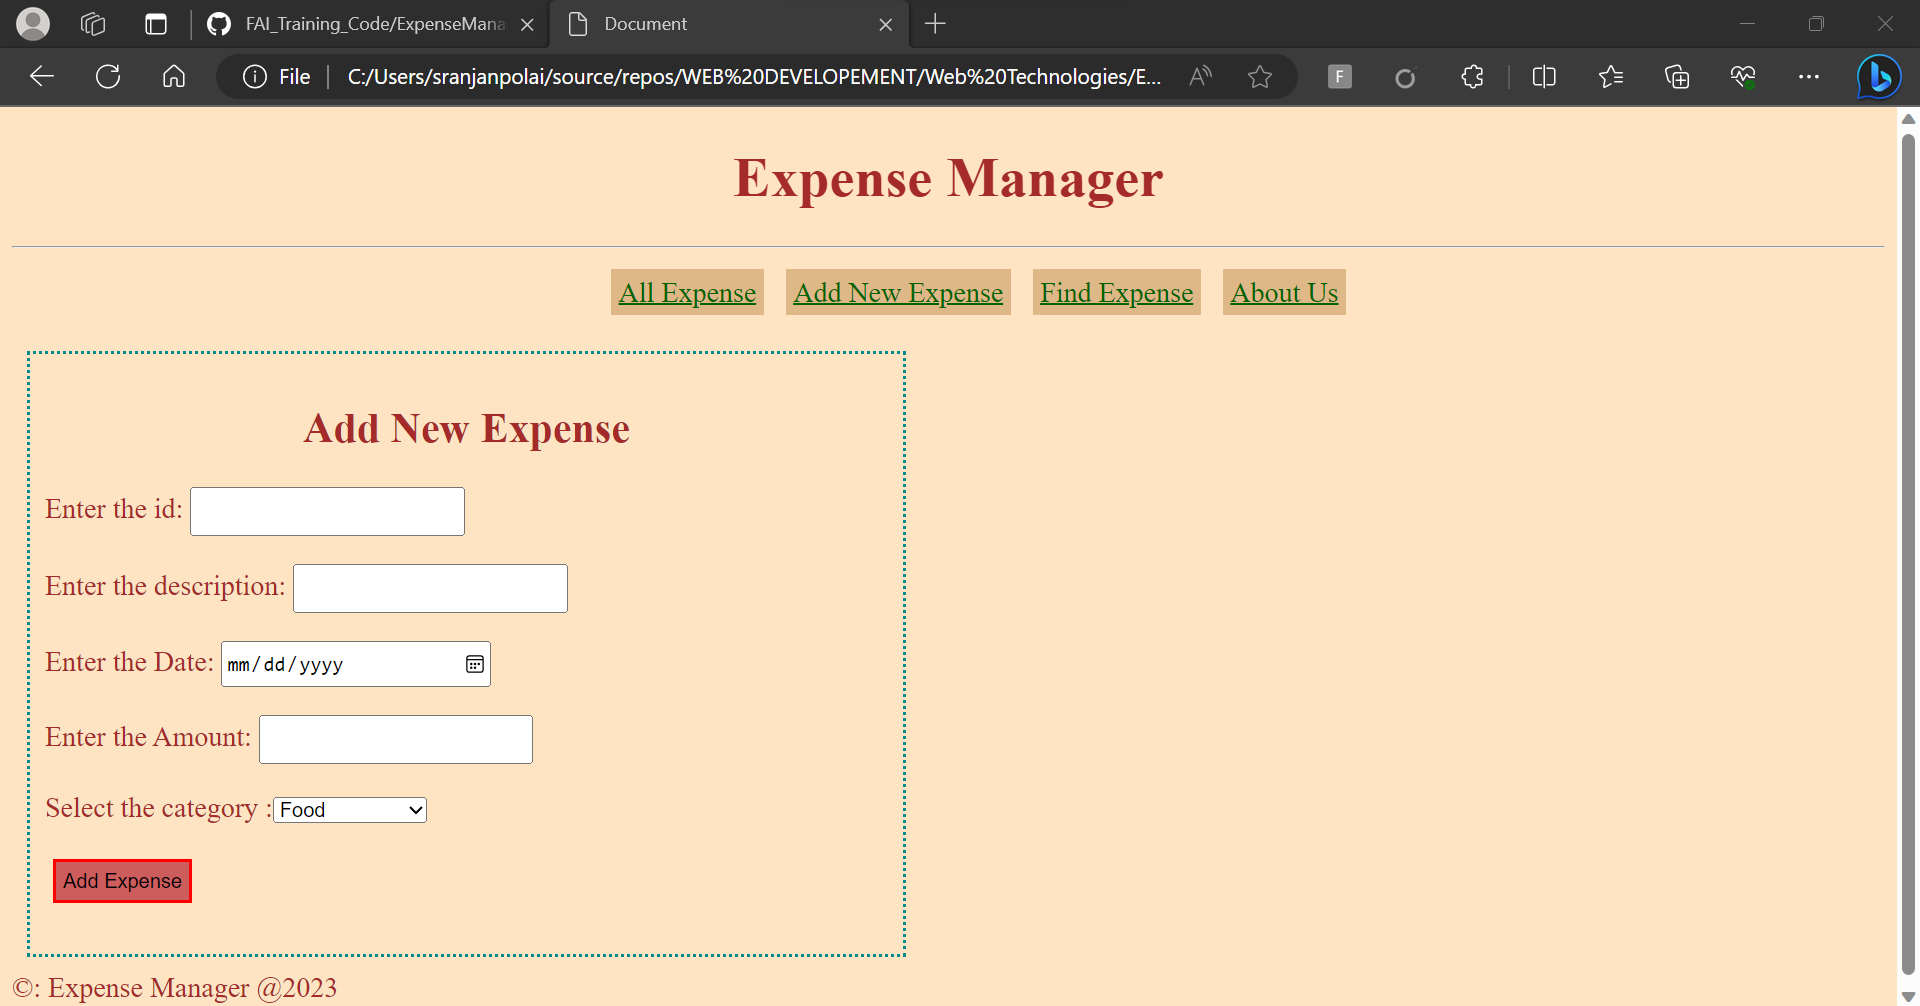 FAI_Training_Code/ExpenseMana
Document
File
C:/Users/sranjanpolai/source/repos/WEB%20DEVELOPEMENT/Web%20Technologies/E...
F
Expense Manager
All Expense
Add New Expense
Find Expense
About Us
Add New Expense
Enter the id:
Enter the description:
Enter the Date: mm/dd/yyyy
Enter the Amount:
Select the category : Food
Add Expense
©: Expense Manager @2023